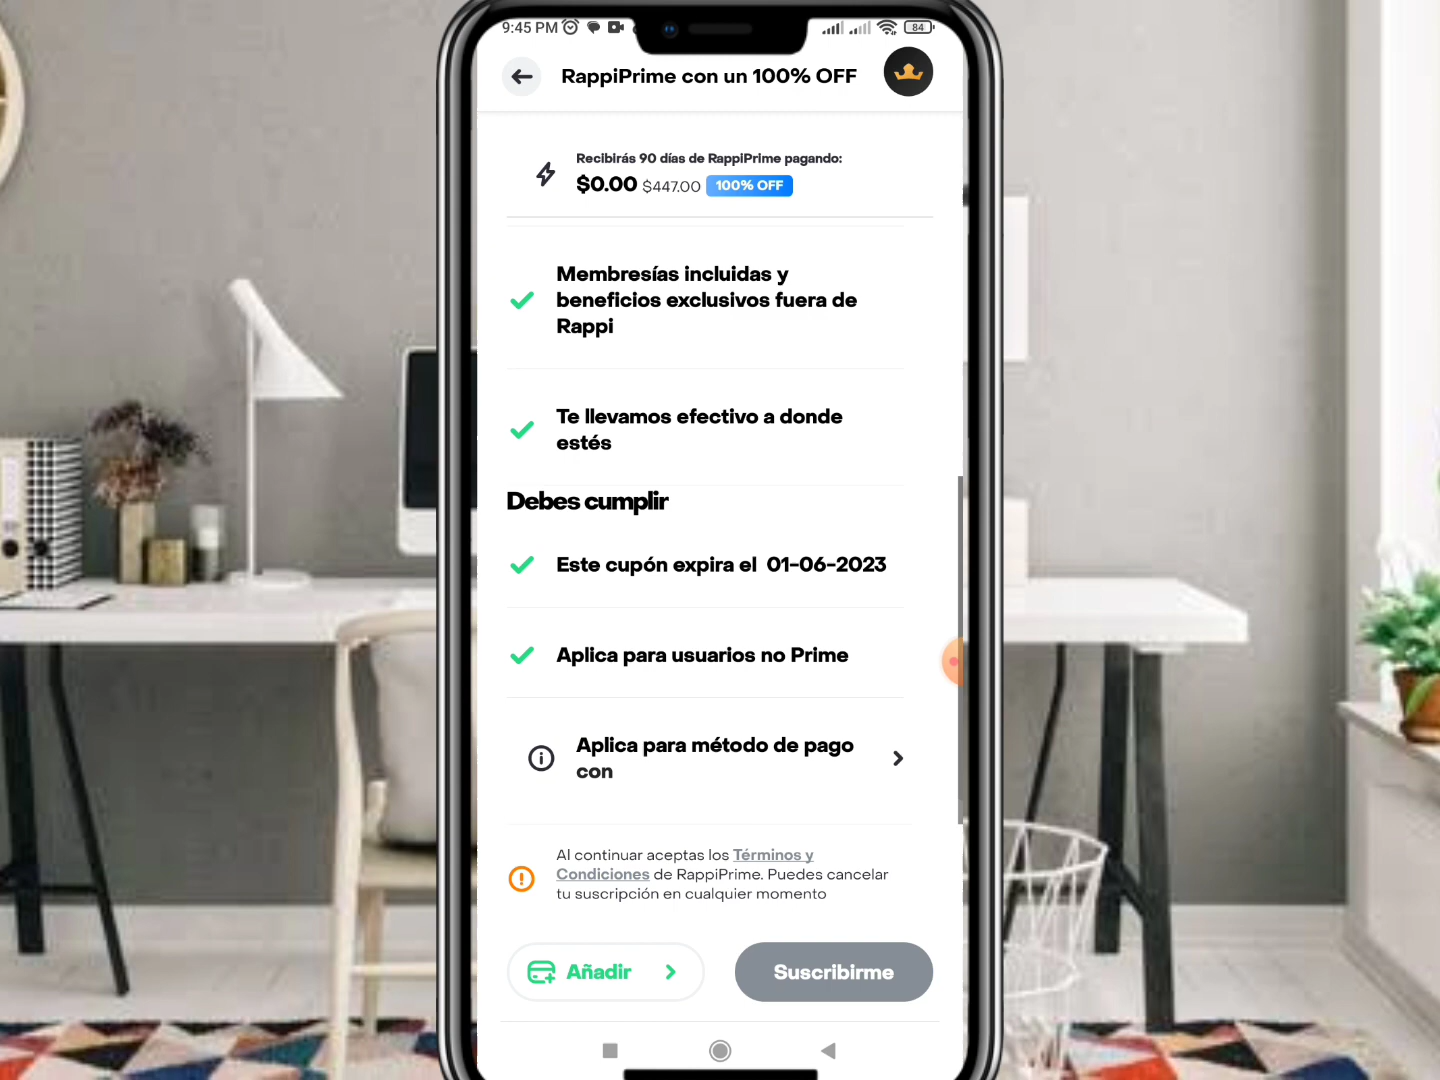 9:45 PM
84
RappiPrime con un 100% OFF
Recibirás 90 días de RappiPrime pagando:
$0.00 $447.00 100% OFF
Membresías incluidas y
beneficios exclusivos fuera de
Rappi
Te llevamos efectivo a donde
estés
Debes cumplir
Este cupón expira el 01-06-2023
Aplica para usuarios no Prime
Aplica para método de pago
con
Al continuar aceptas los Términos y
Condiciones de RappiPrime. Puedes cancelar
tu suscripción en cualquier momento
Añadir
Suscribirme